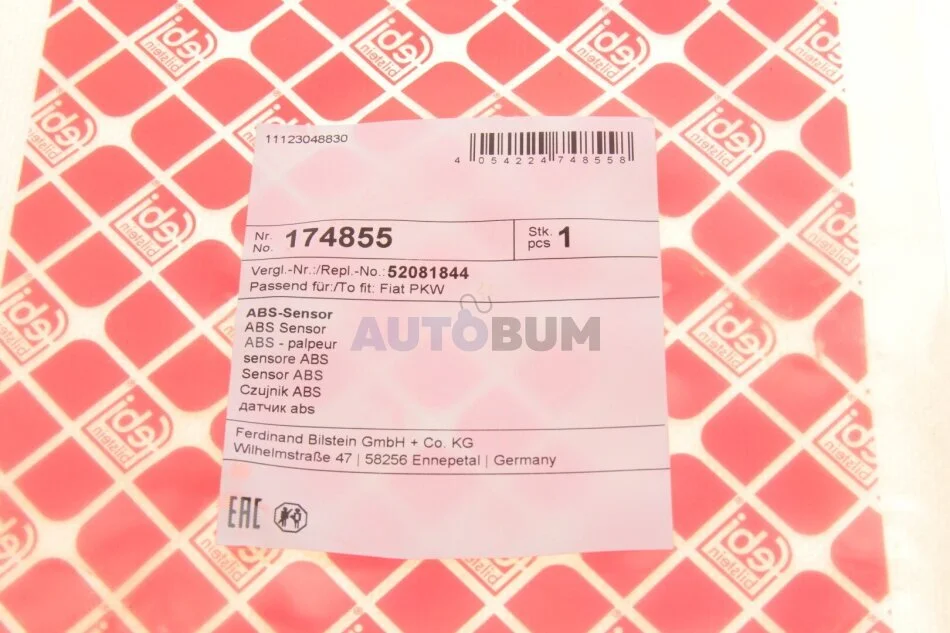 11123048830
4 054224 748558
Nr.
No. 174855
Stk.
pcs 1
Vergl.-Nr.:/Repl.-No.: 52081844
Passend für:/To fit: Fiat PKW
ABS-Sensor
ABS Sensor
ABS - palpeur
sensore ABS
Sensor ABS
Czujnik ABS
датчик abs
AUTOBUM
Ferdinand Bilstein GmbH + Co. KG
Wilhelmstraße 47 | 58256 Ennepetal | Germany
EAC
febi
bilstein